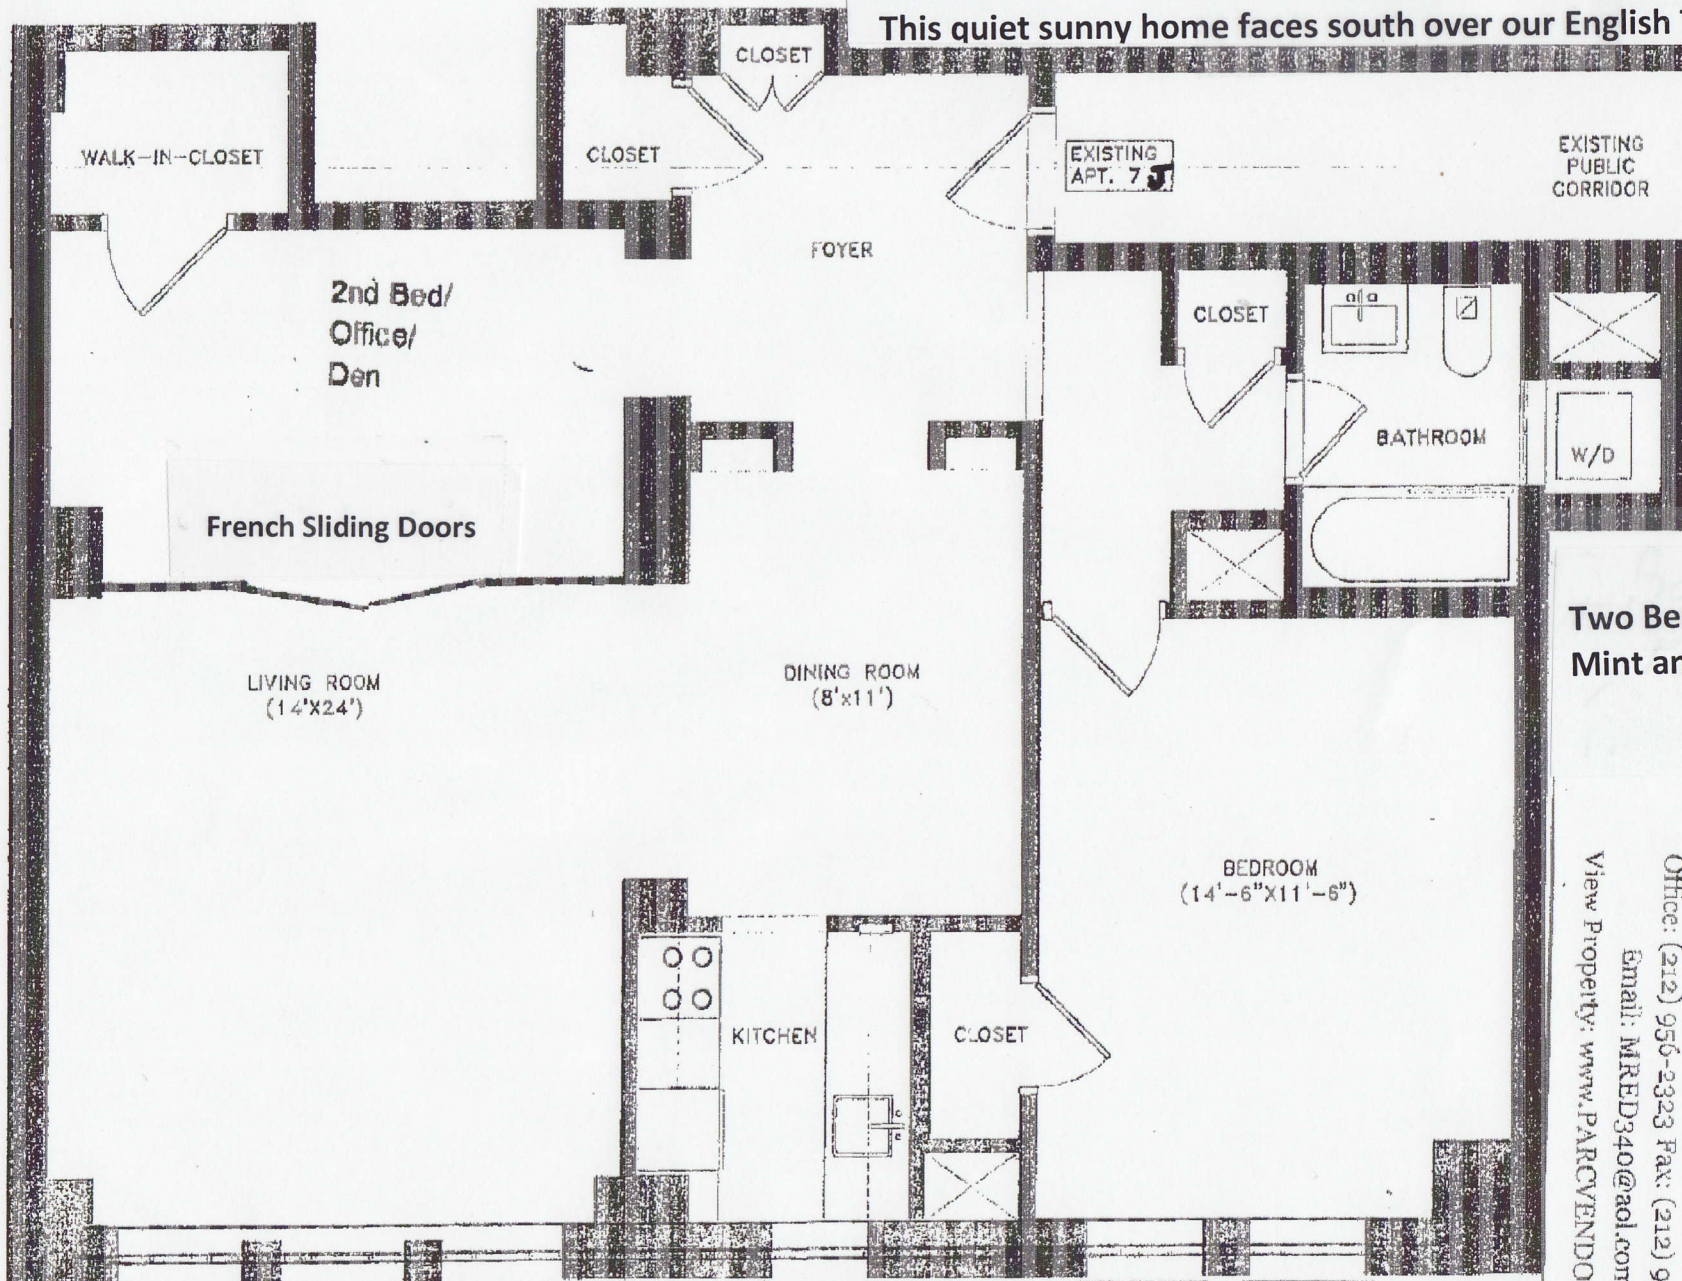 This quiet sunny home faces south over our English
CLOSET
WALK-IN-CLOSET
CLOSET
EXISTING
APT. 7J
EXISTING
PUBLIC
CORRIDOR
FOYER
2nd Bed/
Office/
Den
CLOSET
BATHROOM
W/D
French Sliding Doors
Two Be
Mint an
LIVING ROOM
(14'X24')
DINING ROOM
(8'x11')
BEDROOM
(14'-6"X11'-6")
KITCHEN
CLOSET
Office: (212) 956-2323 Fax: (212) 9
Email: MRED340@aol.com
View Property: www.PARCVENDO